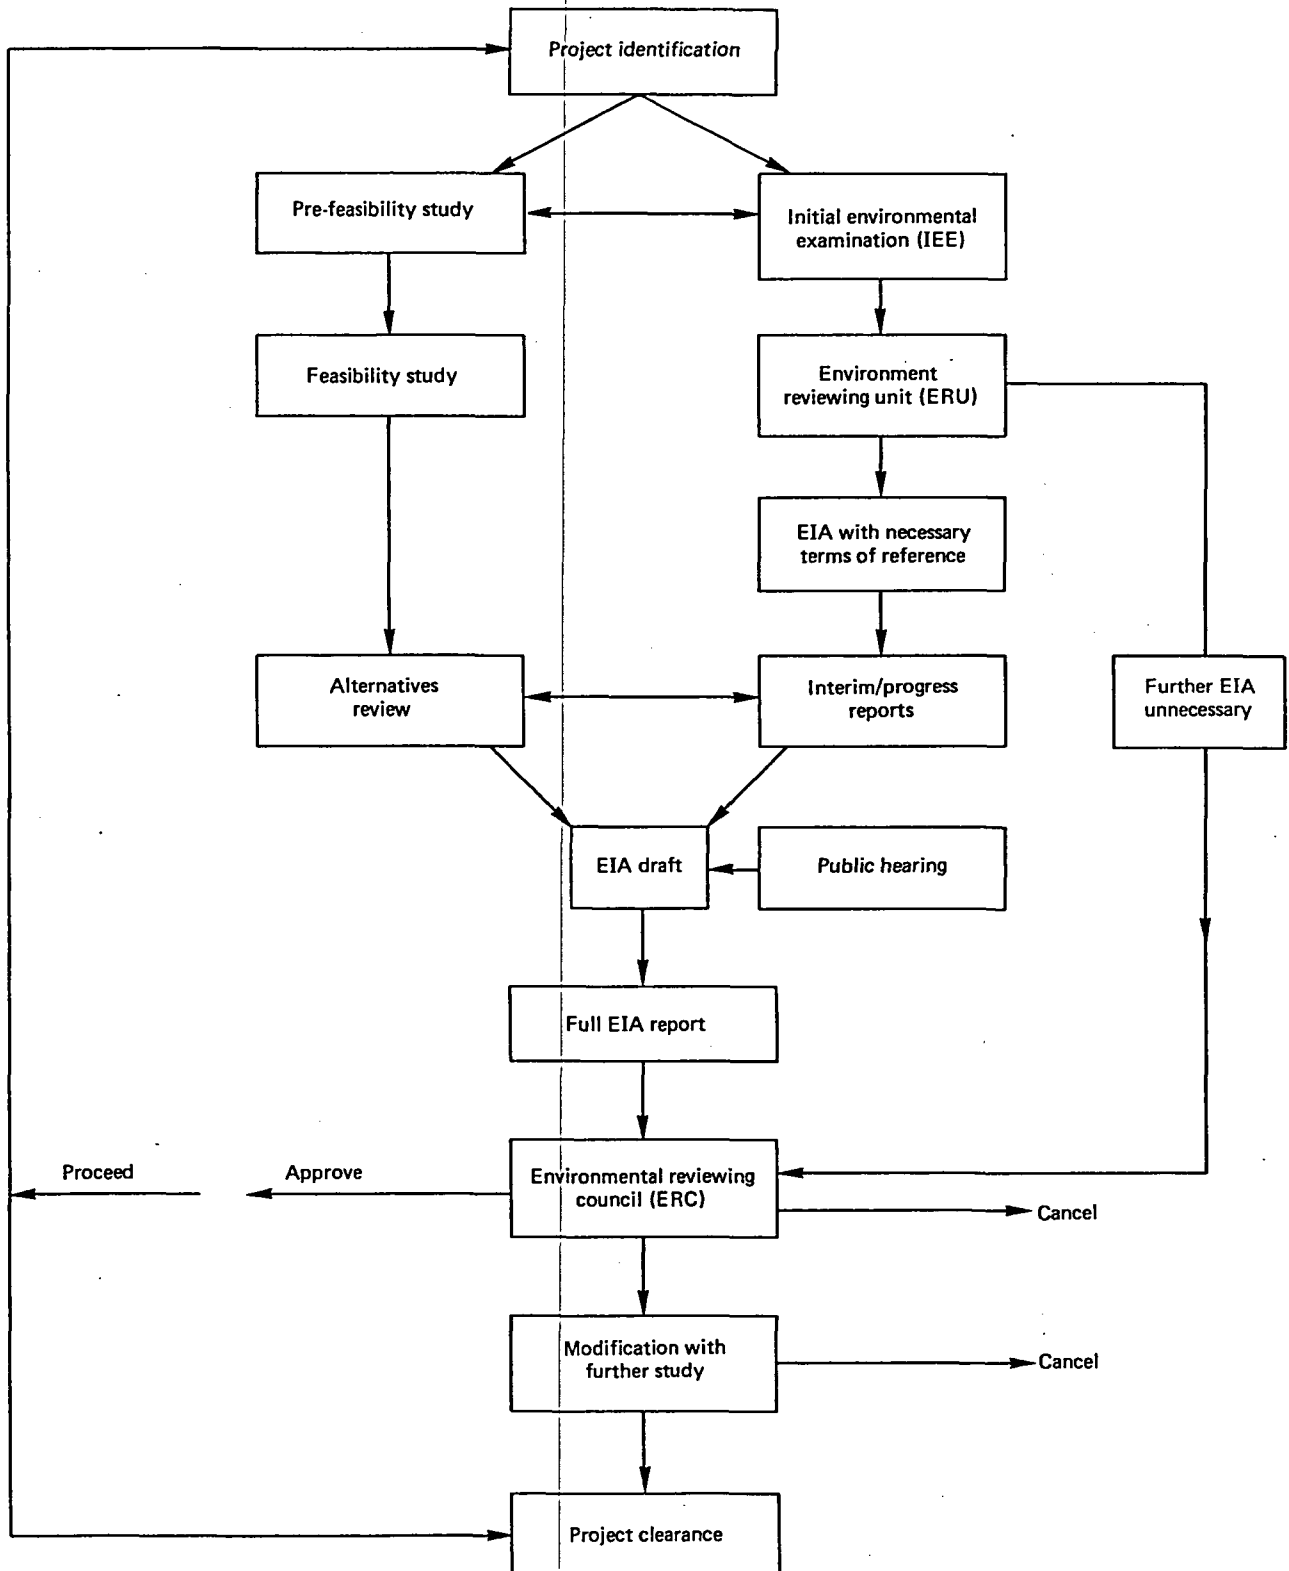 Project identification
Pre-feasibility study
Initial environmental
examination (IEE)
Feasibility study
Environment
reviewing unit (ERU)
EIA with necessary
terms of reference
Alternatives
review
Interim/progress
reports
Further EIA
unnecessary
EIA draft
Public hearing
Full EIA report
Proceed
Approve
Environmental reviewing
council (ERC)
Cancel
Modification with
further study
Cancel
Project clearance